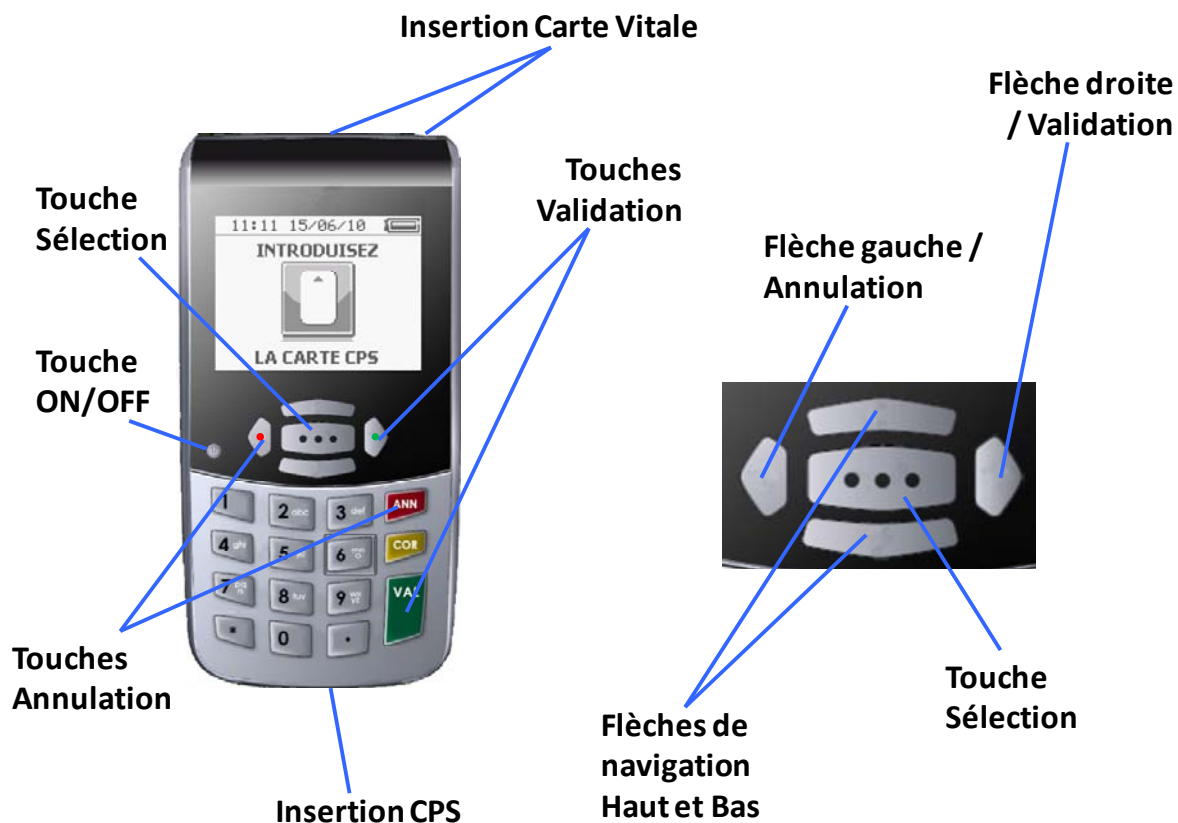 Insertion Carte Vitale
Flèche droite
/ Validation
Touches
Validation
Touche
Sélection
Flèche gauche /
Annulation
11:11 15/06/10
INTRODUISEZ
LA CARTE CPS
Touche
ON/OFF
1
2 abc
3 def
ANN
4 ghi
5
6
COR
7
8 tuv
9
VAL
0
Touches
Annulation
Touche
Sélection
Flèches de
navigation
Haut et Bas
Insertion CPS